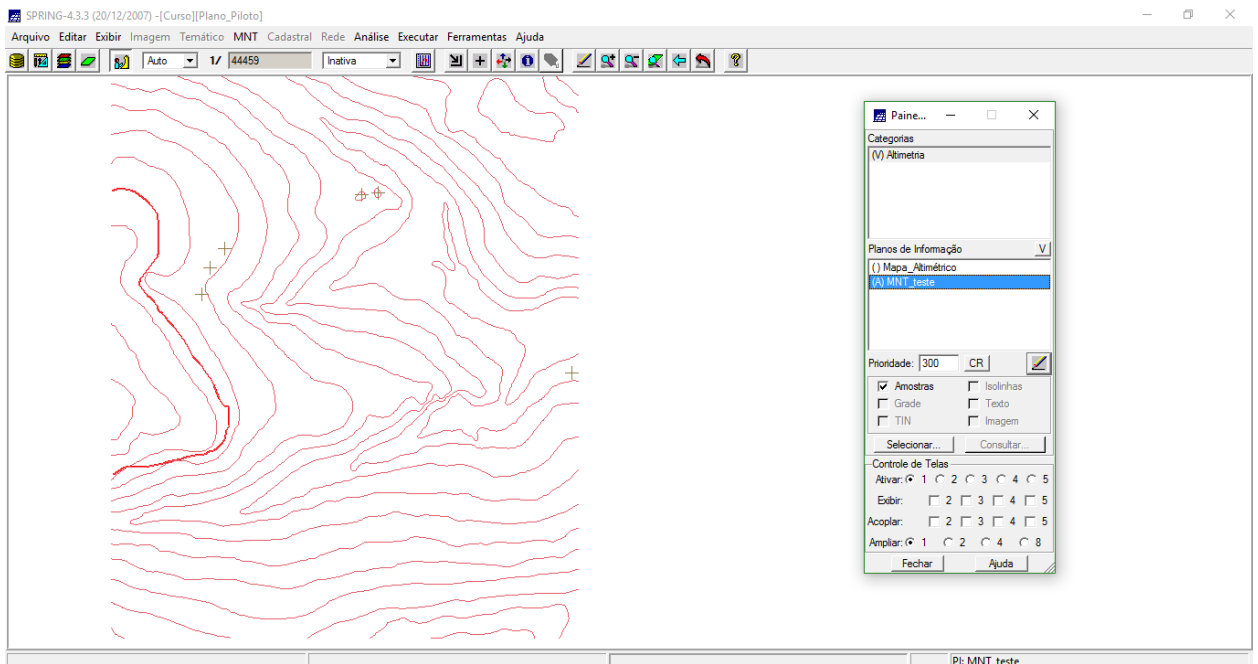 SPRING-4.3.3 (20/12/2007) -[Curso][Plano_Piloto]
Arquivo Editar Exibir Imagem Temático MNT Cadastral Rede Análise Executar Ferramentas Ajuda
Auto 1/ 44459 Inativa
Paine...
Categorias
(V) Altimetria
Planos de Informação V
( ) Mapa_Altimétrico
(A) MNT_teste
Prioridade: 300 CR
Amostras Isolinhas
Grade Texto
TIN Imagem
Selecionar... Consultar...
Controle de Telas
Ativar: 1 2 3 4 5
Exibir: 2 3 4 5
Acoplar: 2 3 4 5
Ampliar: 1 2 4 8
Fechar Ajuda
PI: MNT_teste